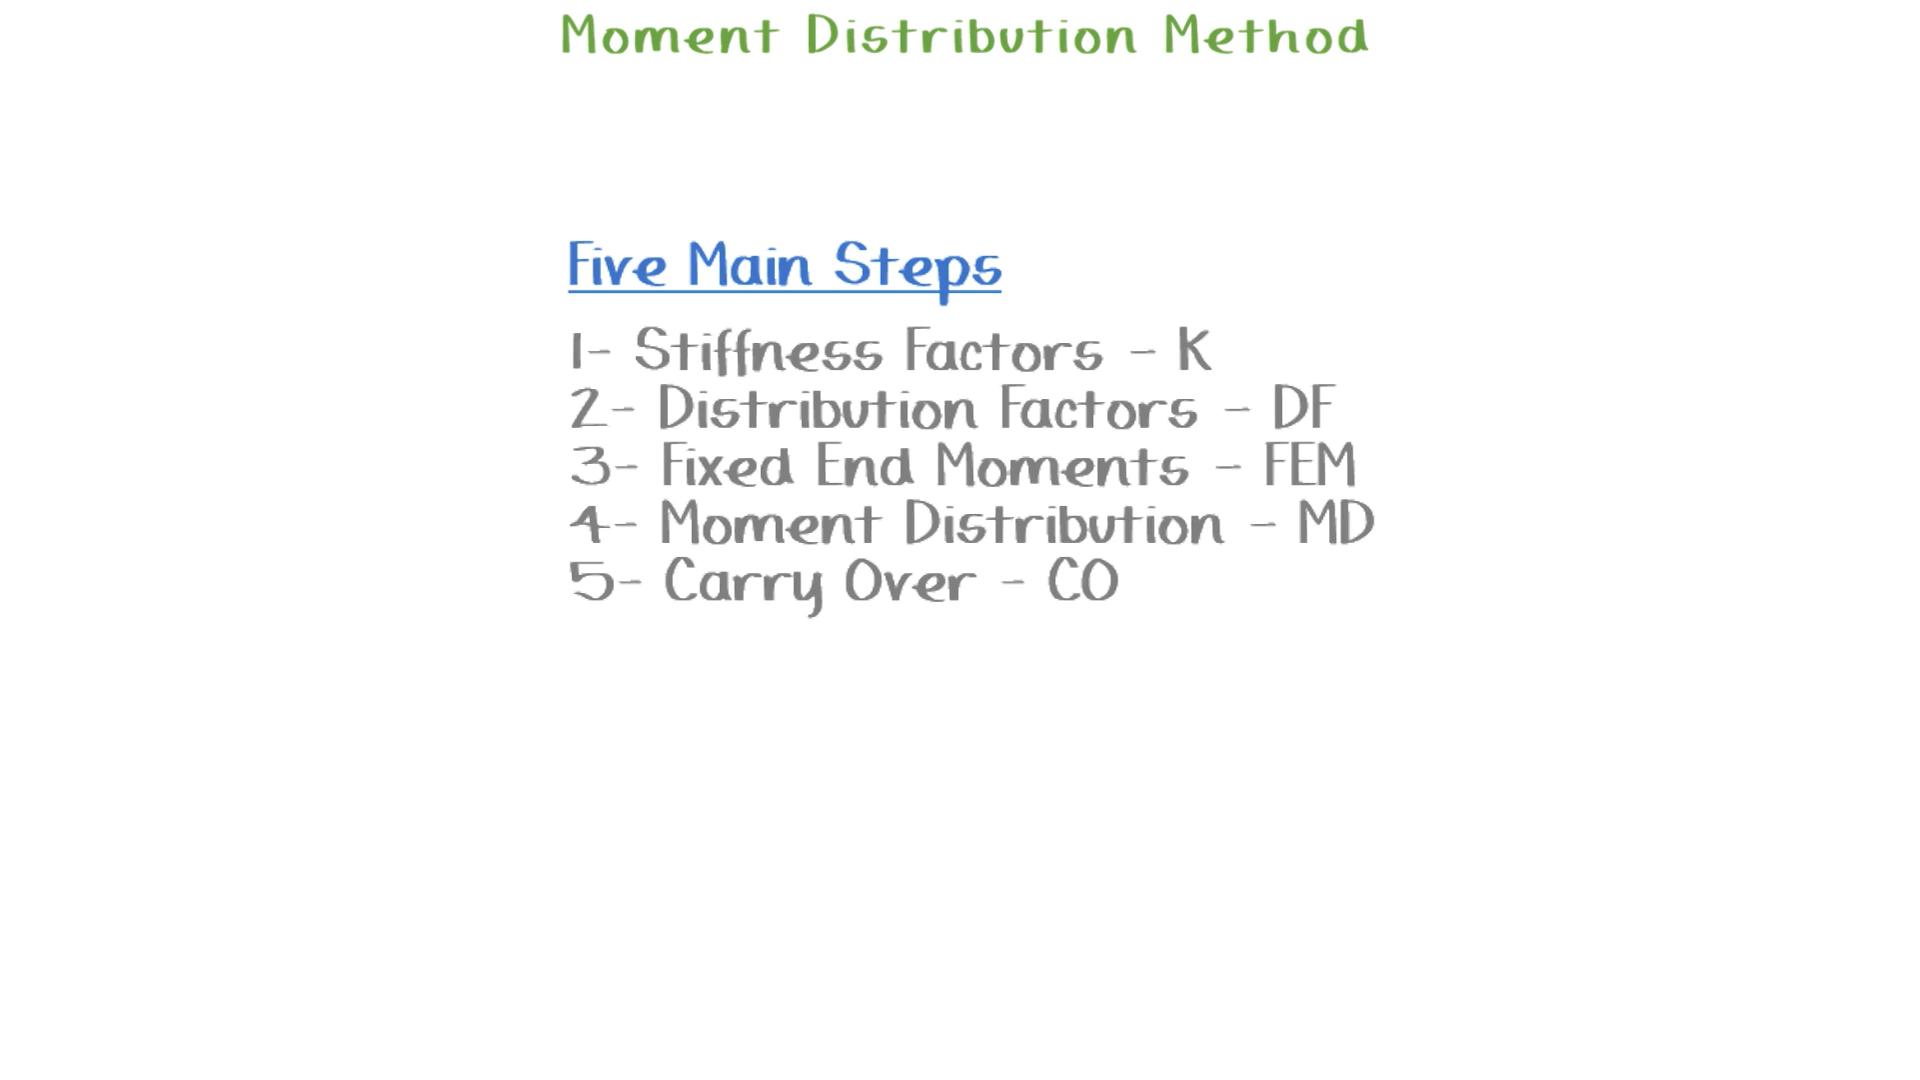 Moment Distribution Method
Five Main Steps
1- Stiffness Factors - K
2- Distribution Factors - DF
3- Fixed End Moments - FEM
4- Moment Distribution - MD
5- Carry Over - CO